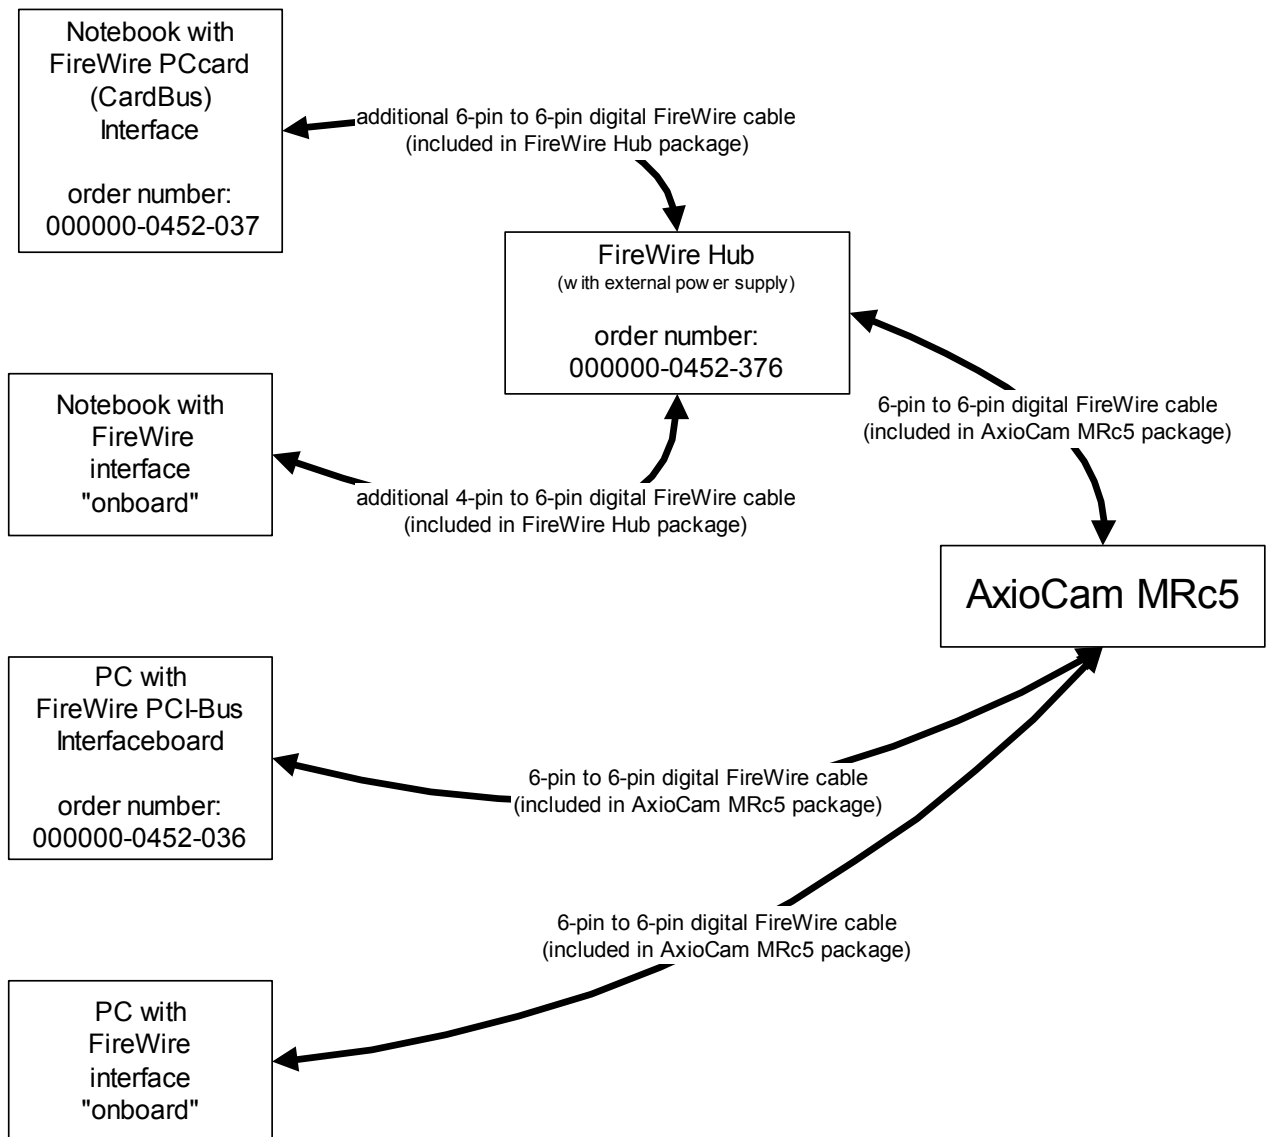 Notebook with
FireWire PCcard
(CardBus)
Interface
order number:
000000-0452-037
additional 6-pin to 6-pin digital FireWire cable
(included in FireWire Hub package)
FireWire Hub
(with external power supply)
order number:
000000-0452-376
Notebook with
FireWire
interface
"onboard"
additional 4-pin to 6-pin digital FireWire cable
(included in FireWire Hub package)
6-pin to 6-pin digital FireWire cable
(included in AxioCam MRc5 package)
AxioCam MRc5
PC with
FireWire PCI-Bus
Interfaceboard
order number:
000000-0452-036
6-pin to 6-pin digital FireWire cable
(included in AxioCam MRc5 package)
6-pin to 6-pin digital FireWire cable
(included in AxioCam MRc5 package)
PC with
FireWire
interface
"onboard"